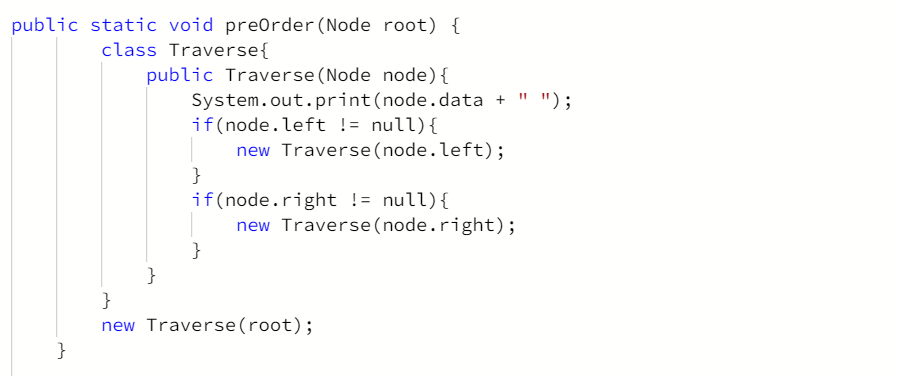 public static void preOrder(Node root) {
class Traverse{
public Traverse(Node node){
System.out.print(node.data + " ");
if(node.left != null){
new Traverse(node.left);
}
if(node.right != null){
new Traverse(node.right);
}
}
}
new Traverse(root);
}